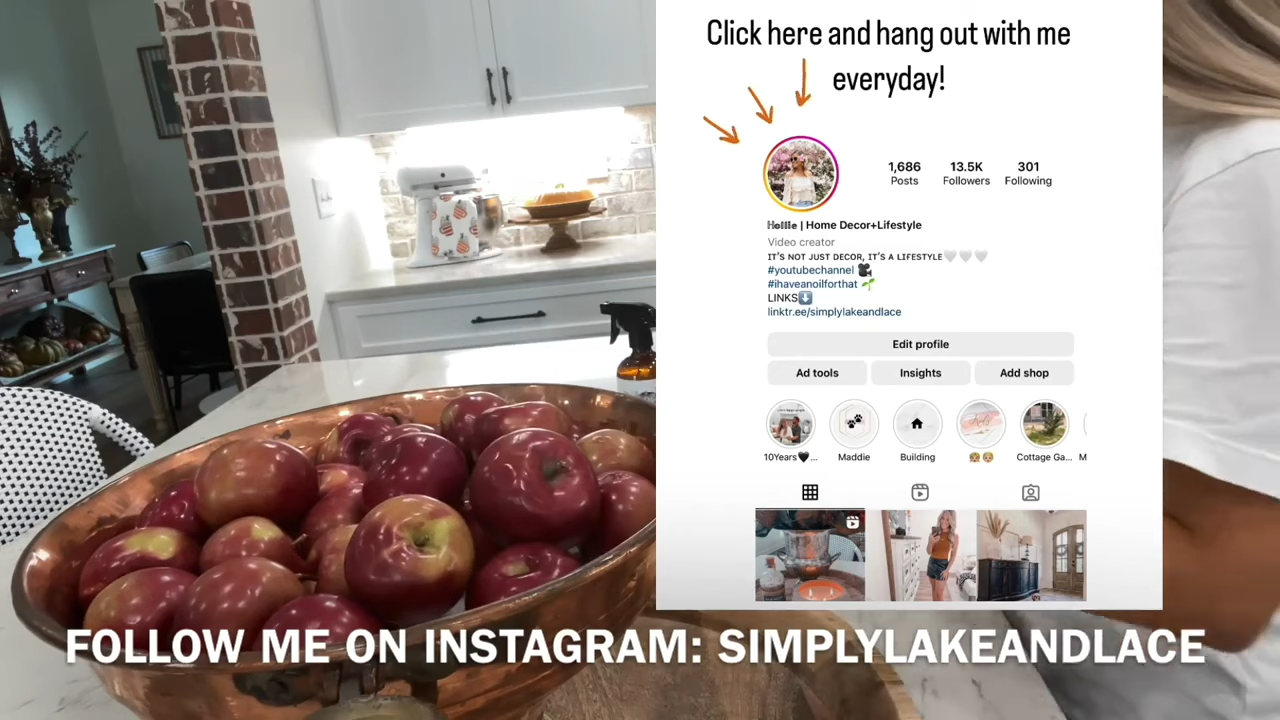 Click here and hang out with me
everyday!
1,686 13.5K 301
Posts Followers Following
Hollie | Home Decor+Lifestyle
Video creator
IT'S NOT JUST DECOR, IT'S A LIFESTYLE🤍🤍🤍
#youtubechannel 🎥
#ihaveanoilforthat 🌱
LINKS⬇️
linktr.ee/simplylakeandlace
Edit profile
Ad tools Insights Add shop
10Years🖤... Maddie Building 👧🏼👦🏼 Cottage Ga... M
FOLLOW ME ON INSTAGRAM: SIMPLYLAKEANDLACE